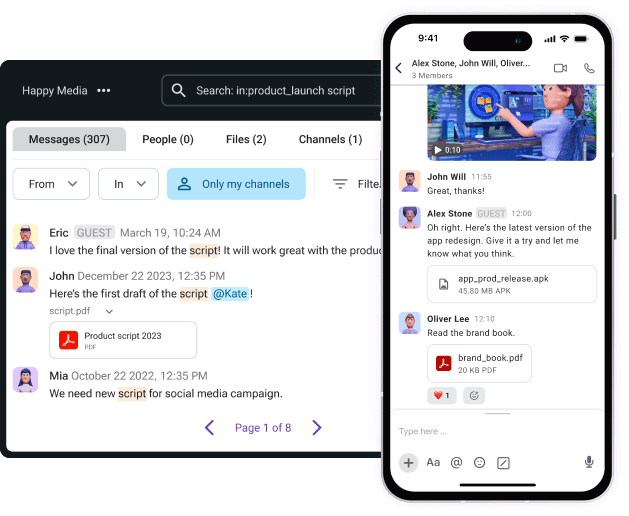 Happy Media
Search: in:product_launch script
Messages (307)
People (0)
Files (2)
Channels (1)
From
In
Only my channels
Eric GUEST March 19, 10:24 AM
I love the final version of the script! It will work great with the
John December 22 2023, 12:35 PM
Here's the first draft of the script @Kate !
script.pdf
Product script 2023
PDF
Mia October 22 2022, 12:35 PM
We need new script for social media campaign.
Page 1 of 8
9:41
Alex Stone, John Will, Oliver...
3 Members
0:10
John Will 11:55
Great, thanks!
Alex Stone GUEST 12:00
Oh right. Here's the latest version of the
app redesign. Give it a try and let me
know what you think.
app_prod_release.apk
45.80 MB APK
Oliver Lee 12:10
Read the brand book.
brand_book.pdf
20 KB PDF
❤️ 1
Type here ...
Aa